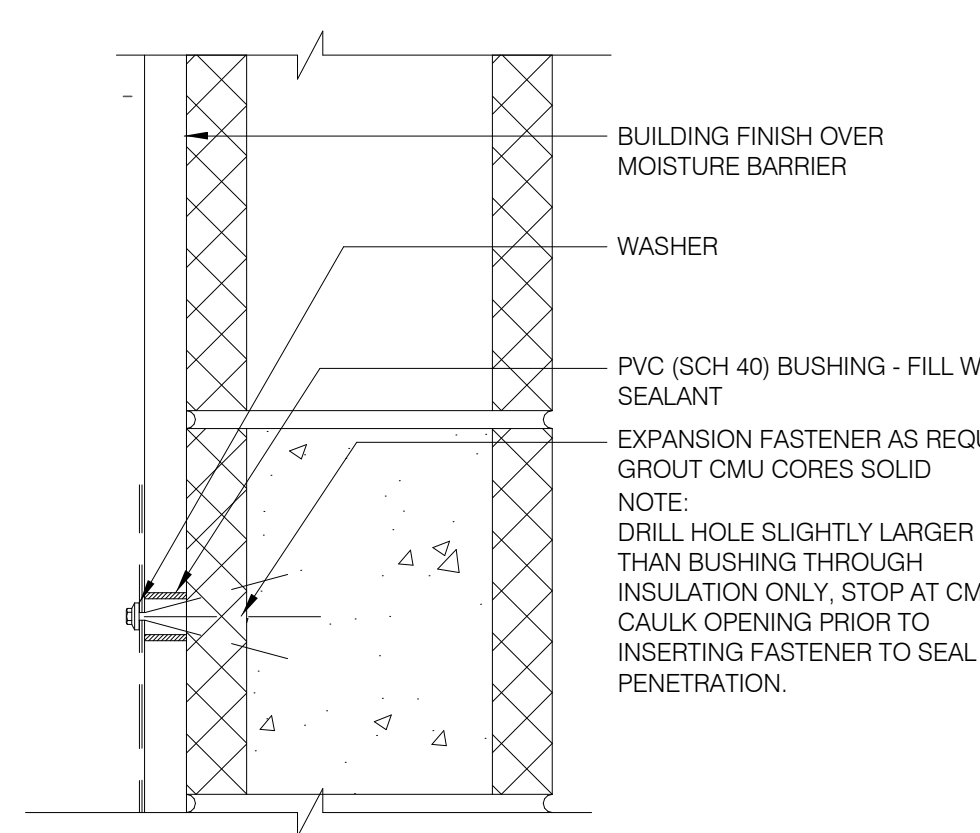 BUILDING FINISH OVER
MOISTURE BARRIER
WASHER
PVC (SCH 40) BUSHING - FILL
SEALANT
EXPANSION FASTENER AS
GROUT CMU CORES SOLID
NOTE:
DRILL HOLE SLIGHTLY LARGER
THAN BUSHING THROUGH
INSULATION ONLY, STOP AT
CAULK OPENING PRIOR TO
INSERTING FASTENER TO SEAL
PENETRATION.